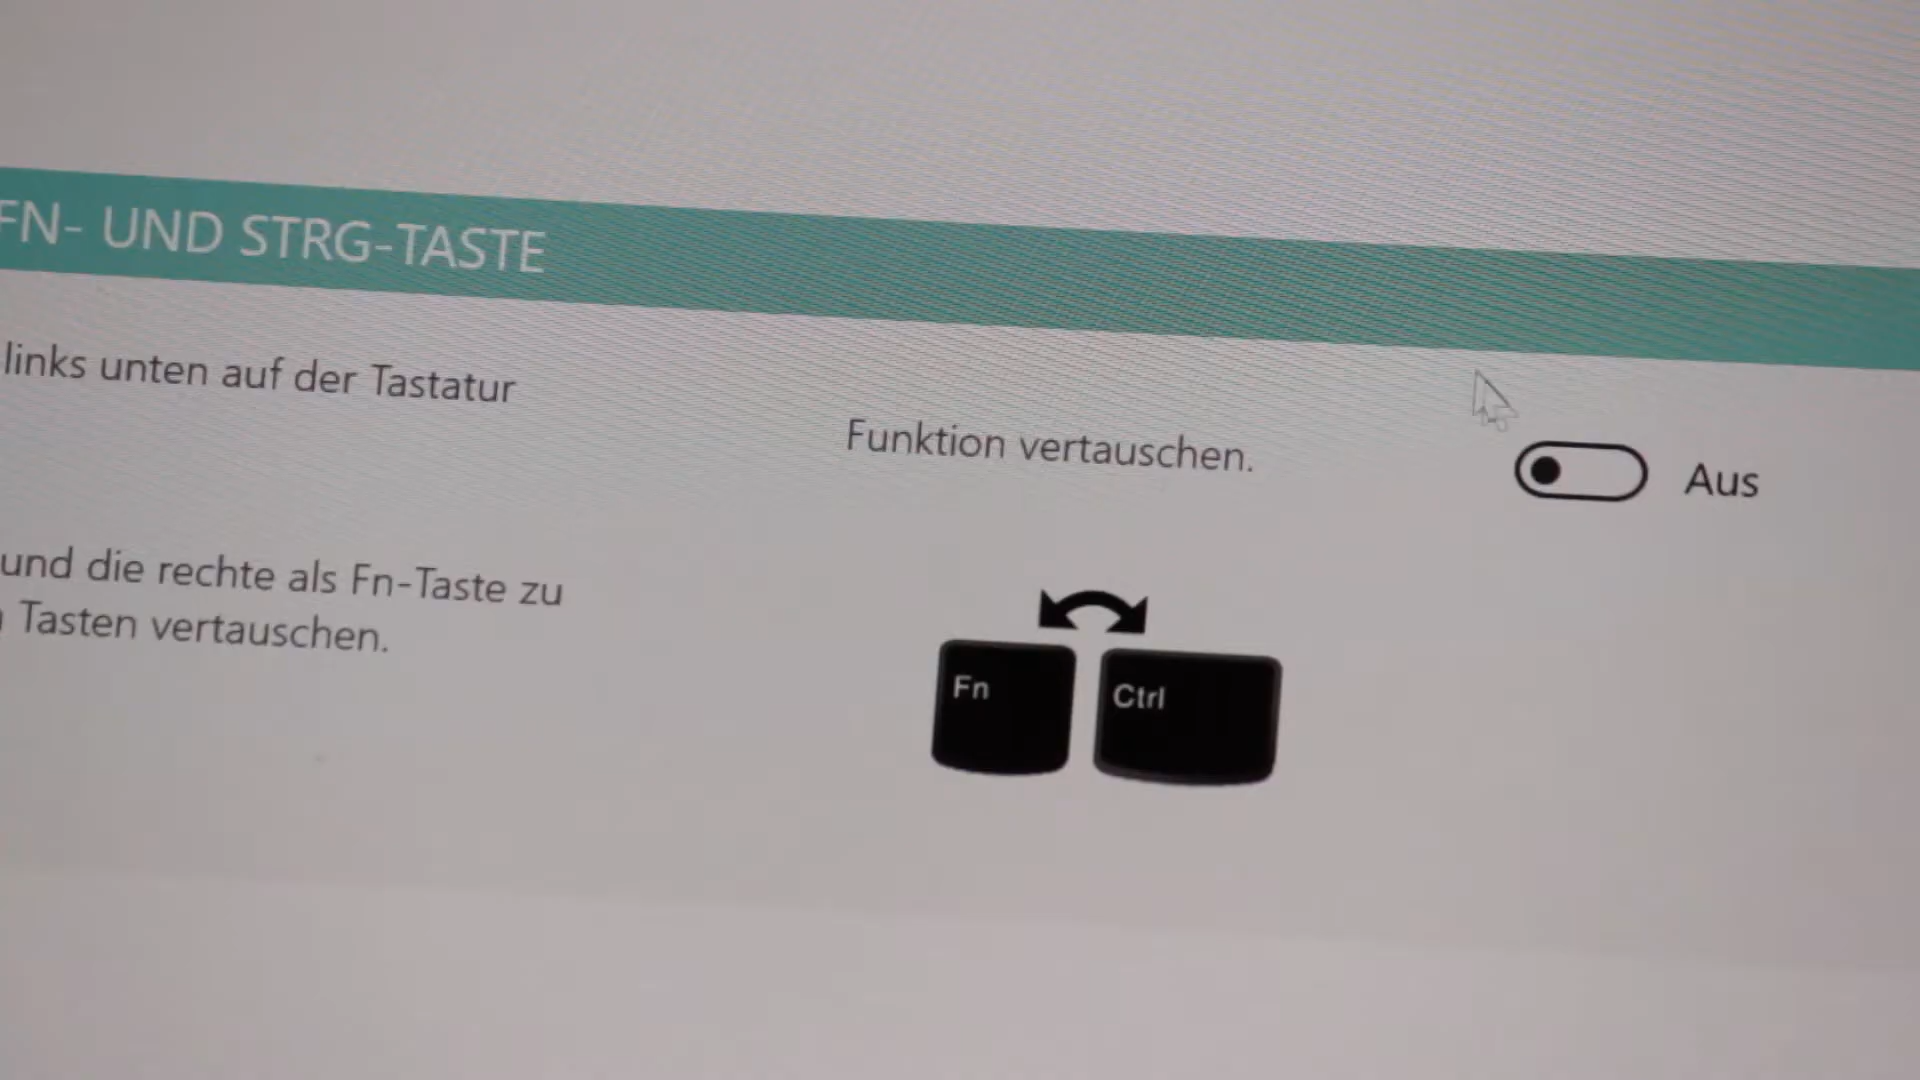 FN- UND STRG-TASTE
links unten auf der Tastatur
Funktion vertauschen.
Aus
und die rechte als Fn-Taste zu
Tasten vertauschen.
Fn
Ctrl